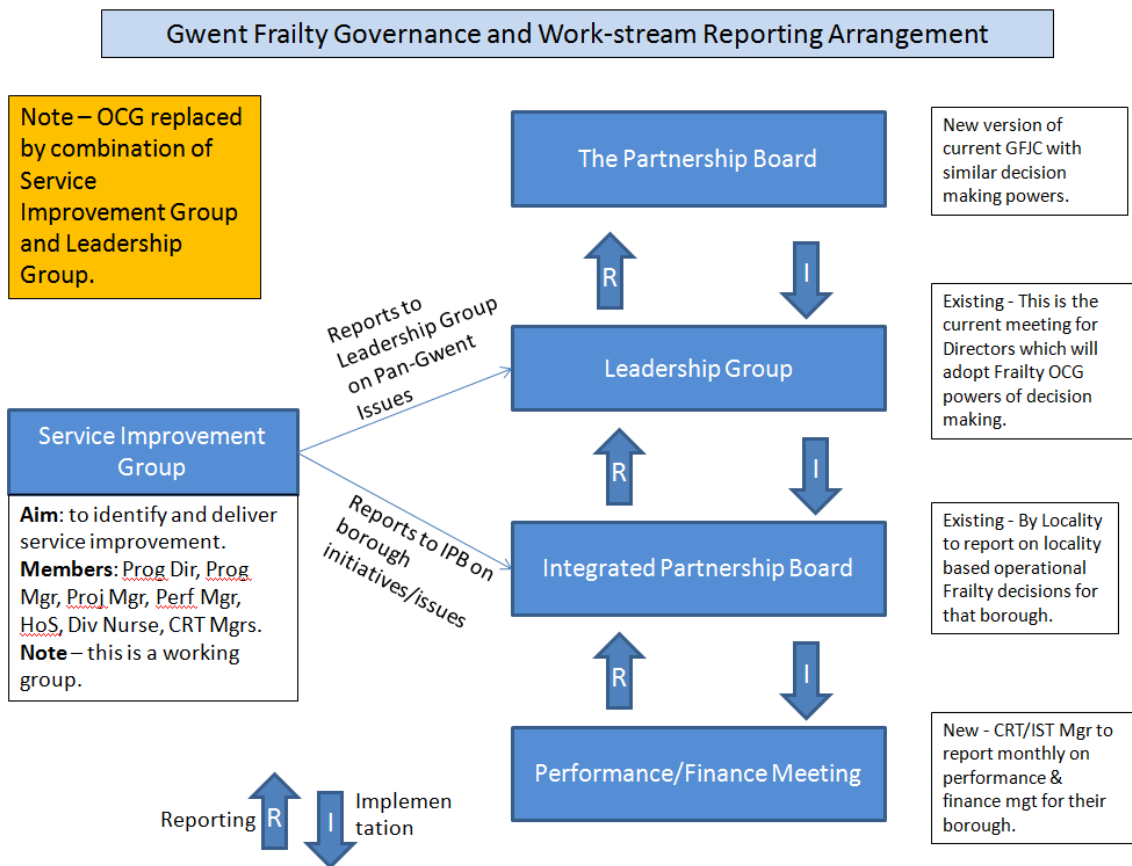 Gwent Frailty Governance and Work-stream Reporting Arrangement
Note – OCG replaced
by combination of
Service
Improvement Group
and Leadership
Group.
The Partnership Board
New version of
current GFJC with
similar decision
making powers.
R
I
Reports to
Leadership Group
on Pan-Gwent
Issues
Leadership Group
Existing - This is the
current meeting for
Directors which will
adopt Frailty OCG
powers of decision
making.
Service Improvement
Group
Aim: to identify and deliver
service improvement.
Members: Prog Dir, Prog
Mgr, Proj Mgr, Perf Mgr,
HoS, Div Nurse, CRT Mgrs.
Note – this is a working
group.
R
I
Reports to IPB on
borough
initiatives/issues
Integrated Partnership Board
Existing - By Locality
to report on locality
based operational
Frailty decisions for
that borough.
R
I
Performance/Finance Meeting
New - CRT/IST Mgr to
report monthly on
performance &
finance mgt for their
borough.
Reporting
R
I
Implemen
tation